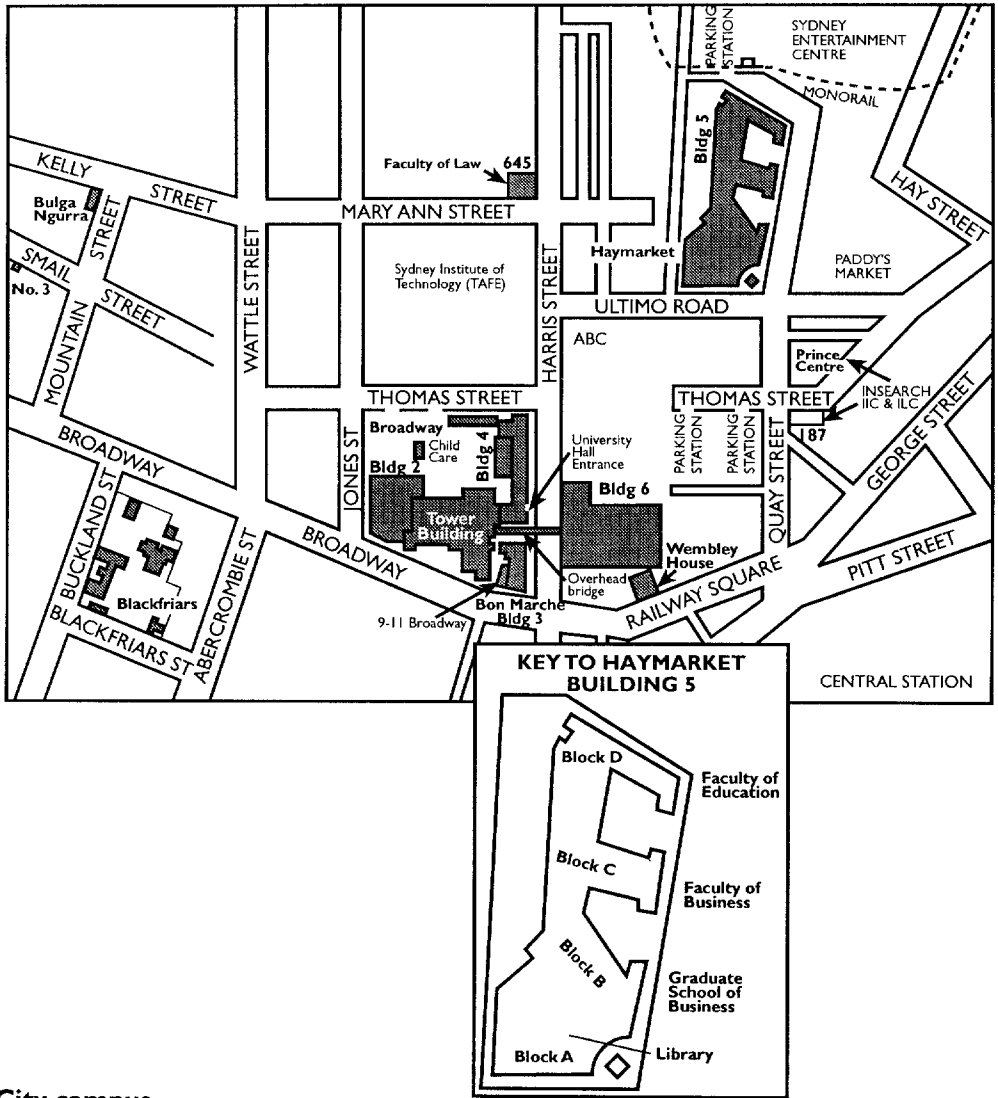 PARKING
STATION
SYDNEY
ENTERTAINMENT
CENTRE
MONORAIL
Bldg 5
KELLY
STREET
Faculty of Law
645
Bulga
Ngurra
STREET
MARY ANN STREET
HAY STREET
SMAIL
STREET
No. 3
WATTLE STREET
Sydney Institute of
Technology (TAFE)
HARRIS STREET
Haymarket
PADDY'S
MARKET
ULTIMO ROAD
MOUNTAIN
ABC
Prince
Centre
THOMAS STREET
THOMAS STREET
INSEARCH
IIC & ILC
187
BROADWAY
Broadway
Child
Care
Bldg 4
Bldg 2
JONES ST
University
Hall
Entrance
PARKING
STATION
PARKING
STATION
QUAY STREET
GEORGE STREET
Bldg 6
Tower
Building
BUCKLAND ST
ABERCROMBIE ST
BROADWAY
Overhead
bridge
Wembley
House
RAILWAY SQUARE
PITT STREET
Blackfriars
BLACKFRIARS ST
9-11 Broadway
Bon Marche
Bldg 3
CENTRAL STATION
KEY TO HAYMARKET
BUILDING 5
Block D
Faculty of
Education
Block C
Faculty of
Business
Block B
Graduate
School of
Business
Block A
Library
City campus